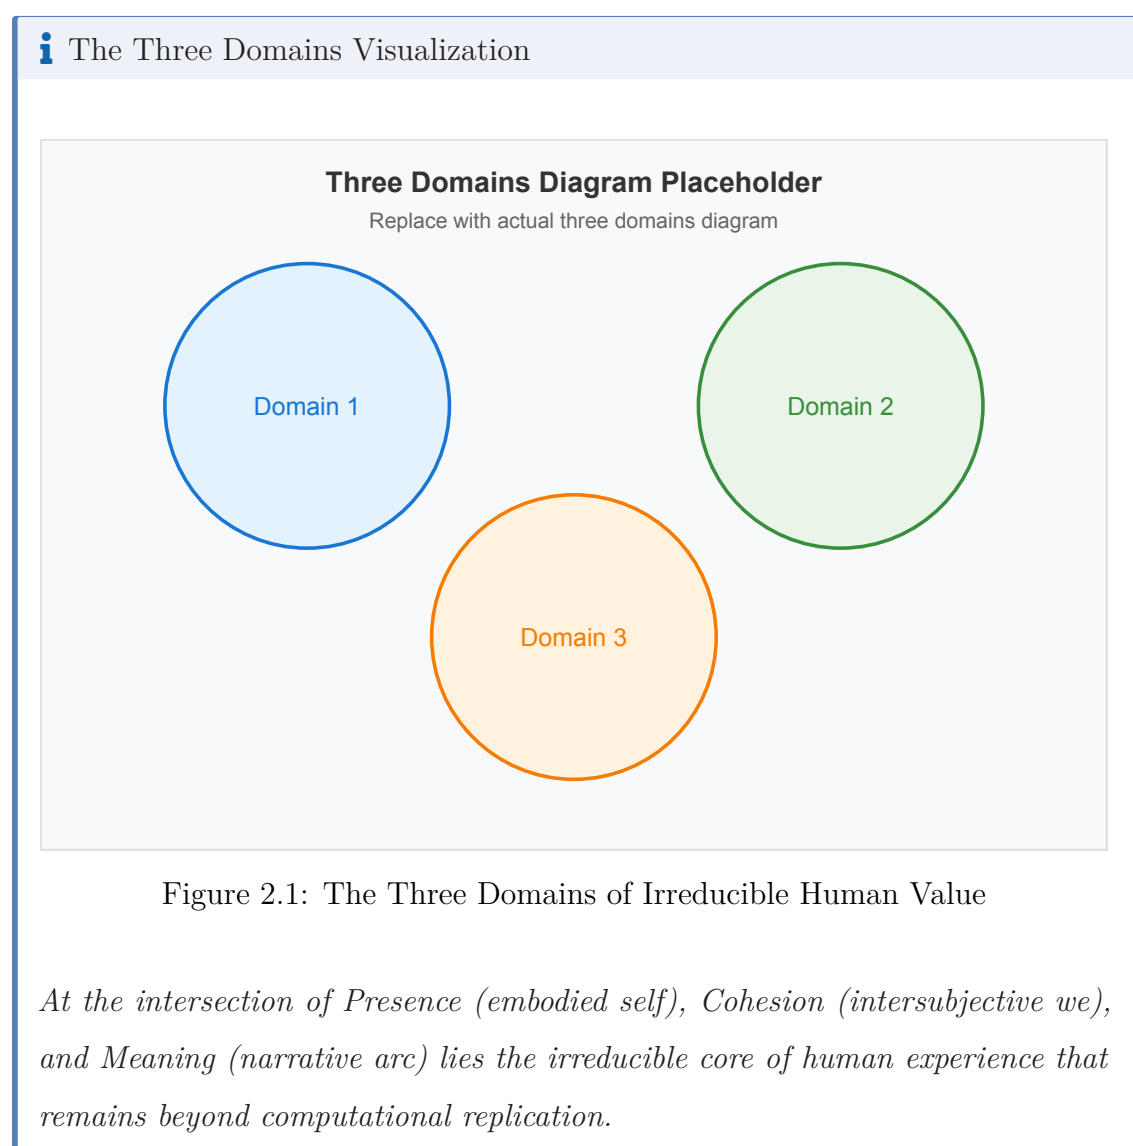 The Three Domains Visualization
Three Domains Diagram Placeholder
Replace with actual three domains diagram
Domain 1
Domain 2
Domain 3
Figure 2.1: The Three Domains of Irreducible Human Value
At the intersection of Presence (embodied self), Cohesion (intersubjective we),
and Meaning (narrative arc) lies the irreducible core of human experience that
remains beyond computational replication.